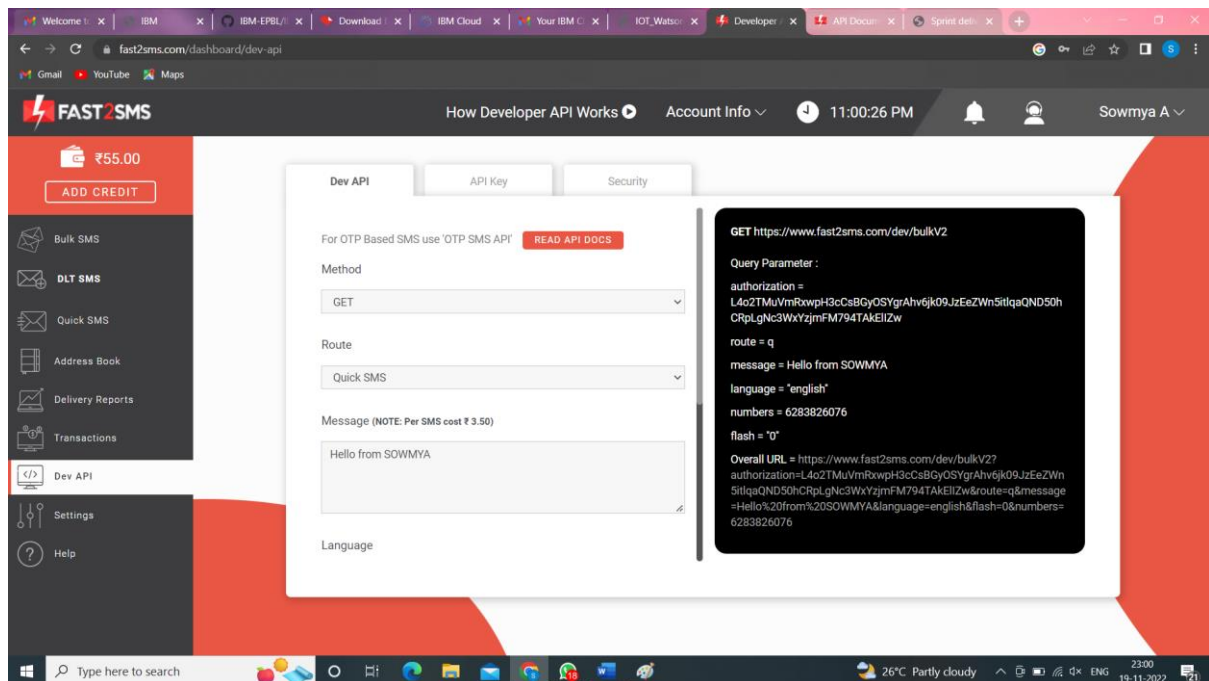 Welcome to
IBM
IBM-EPBL/
Download
IBM Cloud
Your IBM C
IOT_Watson
Developer
API Docum
Sprint deli
fast2sms.com/dashboard/dev-api
S
Gmail YouTube Maps
FAST2SMS
How Developer API Works
Account Info
11:00:26 PM
Sowmya A
₹55.00
ADD CREDIT
Bulk SMS
DLT SMS
Quick SMS
Address Book
Delivery Reports
Transactions
Dev API
Settings
Help
Dev API
API Key
Security
For OTP Based SMS use 'OTP SMS API' READ API DOCS
Method
GET
Route
Quick SMS
Message (NOTE: Per SMS cost ₹ 3.50)
Hello from SOWMYA
Language
GET https://www.fast2sms.com/dev/bulkV2
Query Parameter :
authorization =
route = q
message = Hello from SOWMYA
language = "english"
numbers = 6283826076
flash = "0"
Overall URL = https://www.fast2sms.com/dev/bulkV2?
authorization=
&route=q&message
=Hello%20from%20SOWMYA&language=english&flash=0&numbers=
6283826076
Type here to search
18
26°C Partly cloudy
ENG
23:00
19-11-2022
21